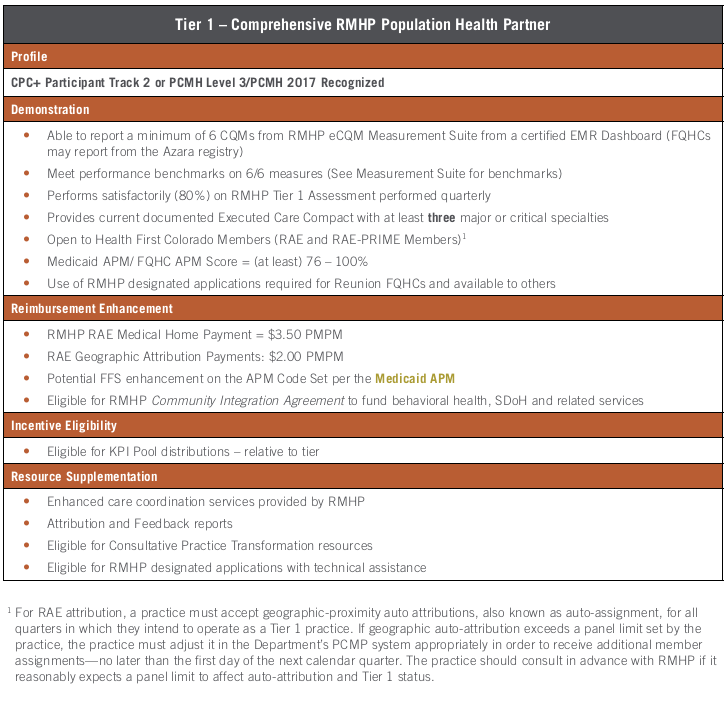 Tier 1 – Comprehensive RMHP Population Health Partner
Profile
CPC+ Participant Track 2 or PCMH Level 3/PCMH 2017 Recognized
Demonstration
• Able to report a minimum of 6 CQMs from RMHP eCQM Measurement Suite from a certified EMR Dashboard (FQHCs
may report from the Azara registry)
• Meet performance benchmarks on 6/6 measures (See Measurement Suite for benchmarks)
• Performs satisfactorily (80%) on RMHP Tier 1 Assessment performed quarterly
• Provides current documented Executed Care Compact with at least three major or critical specialties
• Open to Health First Colorado Members (RAE and RAE-PRIME Members)1
• Medicaid APM/ FQHC APM Score = (at least) 76 – 100%
• Use of RMHP designated applications required for Reunion FQHCs and available to others
Reimbursement Enhancement
• RMHP RAE Medical Home Payment = $3.50 PMPM
• RAE Geographic Attribution Payments: $2.00 PMPM
• Potential FFS enhancement on the APM Code Set per the Medicaid APM
• Eligible for RMHP Community Integration Agreement to fund behavioral health, SDoH and related services
Incentive Eligibility
• Eligible for KPI Pool distributions – relative to tier
Resource Supplementation
• Enhanced care coordination services provided by RMHP
• Attribution and Feedback reports
• Eligible for Consultative Practice Transformation resources
• Eligible for RMHP designated applications with technical assistance
1 For RAE attribution, a practice must accept geographic-proximity auto attributions, also known as auto-assignment, for all
quarters in which they intend to operate as a Tier 1 practice. If geographic auto-attribution exceeds a panel limit set by the
practice, the practice must adjust it in the Department's PCMP system appropriately in order to receive additional member
assignments—no later than the first day of the next calendar quarter. The practice should consult in advance with RMHP if it
reasonably expects a panel limit to affect auto-attribution and Tier 1 status.